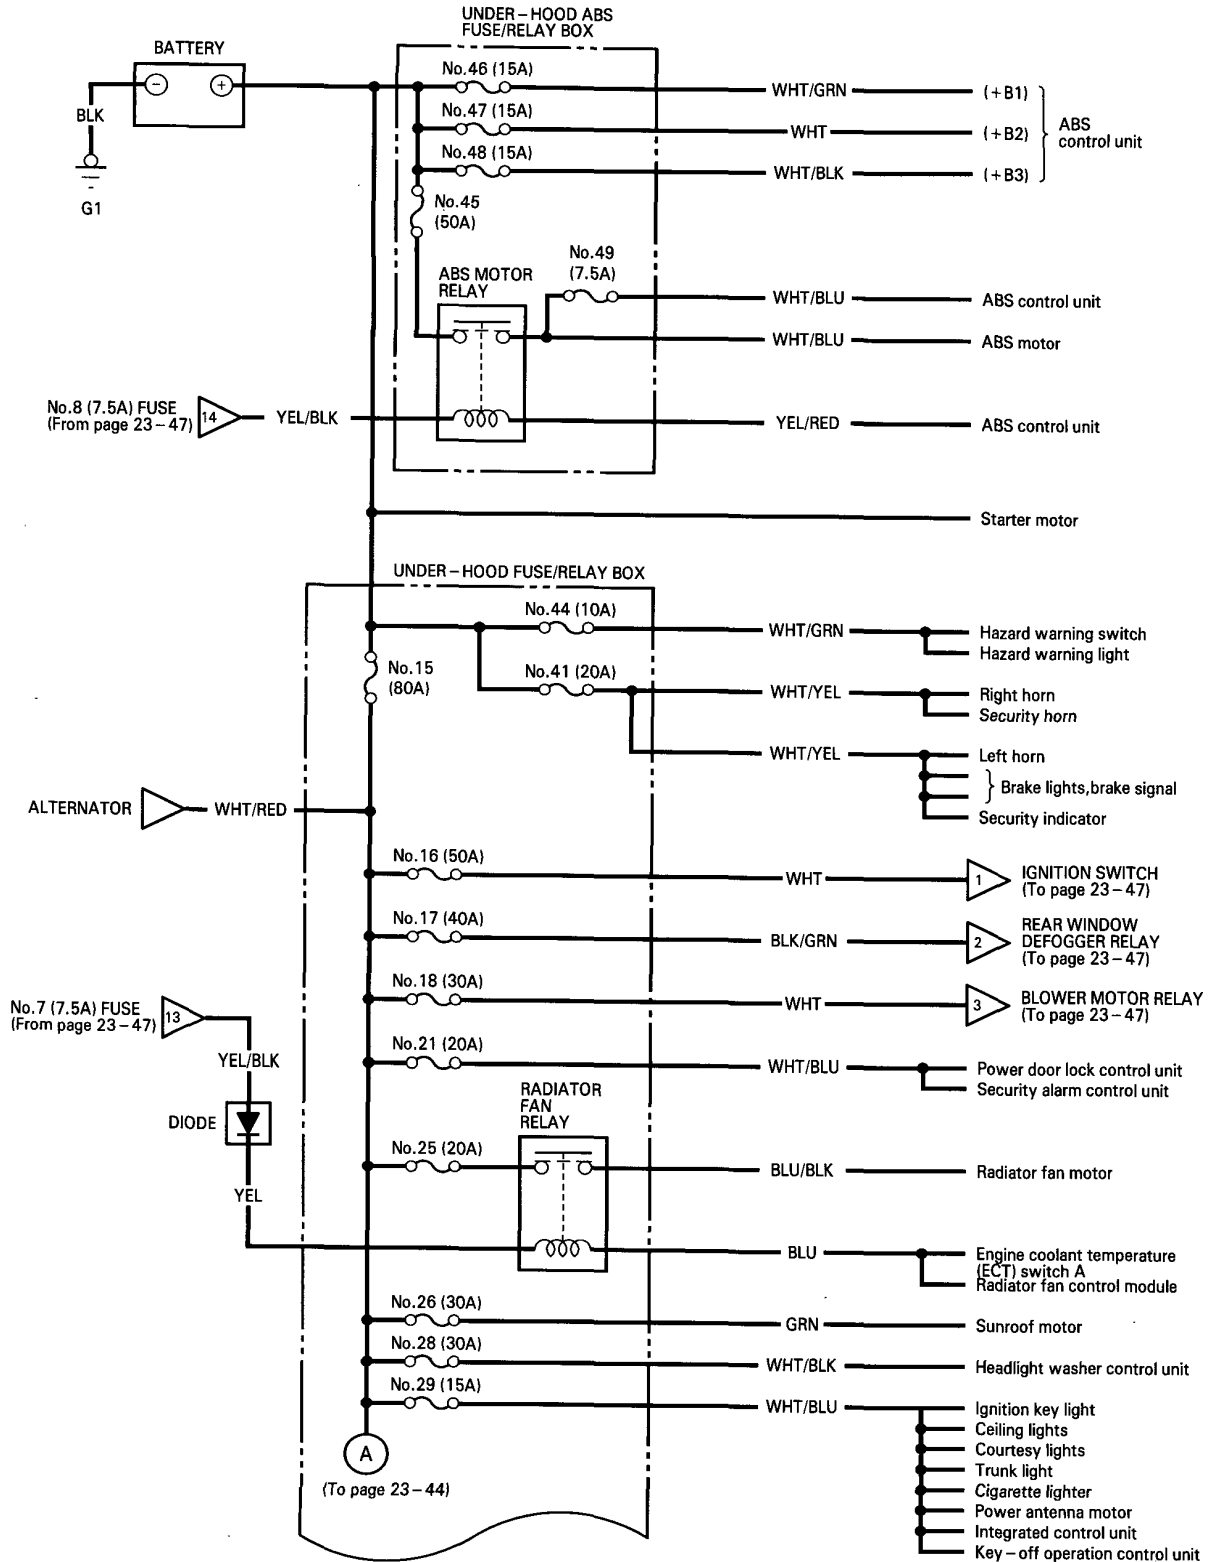 UNDER-HOOD ABS
FUSE/RELAY BOX
BATTERY
No.46 (15A)
WHT/GRN
(+B1)
BLK
No.47 (15A)
WHT
(+B2)
ABS
control unit
No.48 (15A)
WHT/BLK
(+B3)
G1
No.45
(50A)
No.49
(7.5A)
ABS MOTOR
RELAY
WHT/BLU
ABS control unit
WHT/BLU
ABS motor
No.8 (7.5A) FUSE
(From page 23-47)
14
YEL/BLK
YEL/RED
ABS control unit
Starter motor
UNDER-HOOD FUSE/RELAY BOX
No.44 (10A)
WHT/GRN
Hazard warning switch
Hazard warning light
No.15
(80A)
No.41 (20A)
WHT/YEL
Right horn
Security horn
WHT/YEL
Left horn
Brake lights,brake signal
Security indicator
ALTERNATOR
WHT/RED
No.16 (50A)
WHT
1
IGNITION SWITCH
(To page 23-47)
No.17 (40A)
BLK/GRN
2
REAR WINDOW
DEFOGGER RELAY
(To page 23-47)
No.18 (30A)
WHT
3
BLOWER MOTOR RELAY
(To page 23-47)
No.7 (7.5A) FUSE
(From page 23-47)
13
YEL/BLK
No.21 (20A)
WHT/BLU
Power door lock control unit
Security alarm control unit
DIODE
RADIATOR
FAN
RELAY
No.25 (20A)
BLU/BLK
Radiator fan motor
YEL
BLU
Engine coolant temperature
(ECT) switch A
Radiator fan control module
No.26 (30A)
GRN
Sunroof motor
No.28 (30A)
WHT/BLK
Headlight washer control unit
No.29 (15A)
WHT/BLU
Ignition key light
Ceiling lights
Courtesy lights
Trunk light
Cigarette lighter
Power antenna motor
Integrated control unit
Key-off operation control unit
A
(To page 23-44)